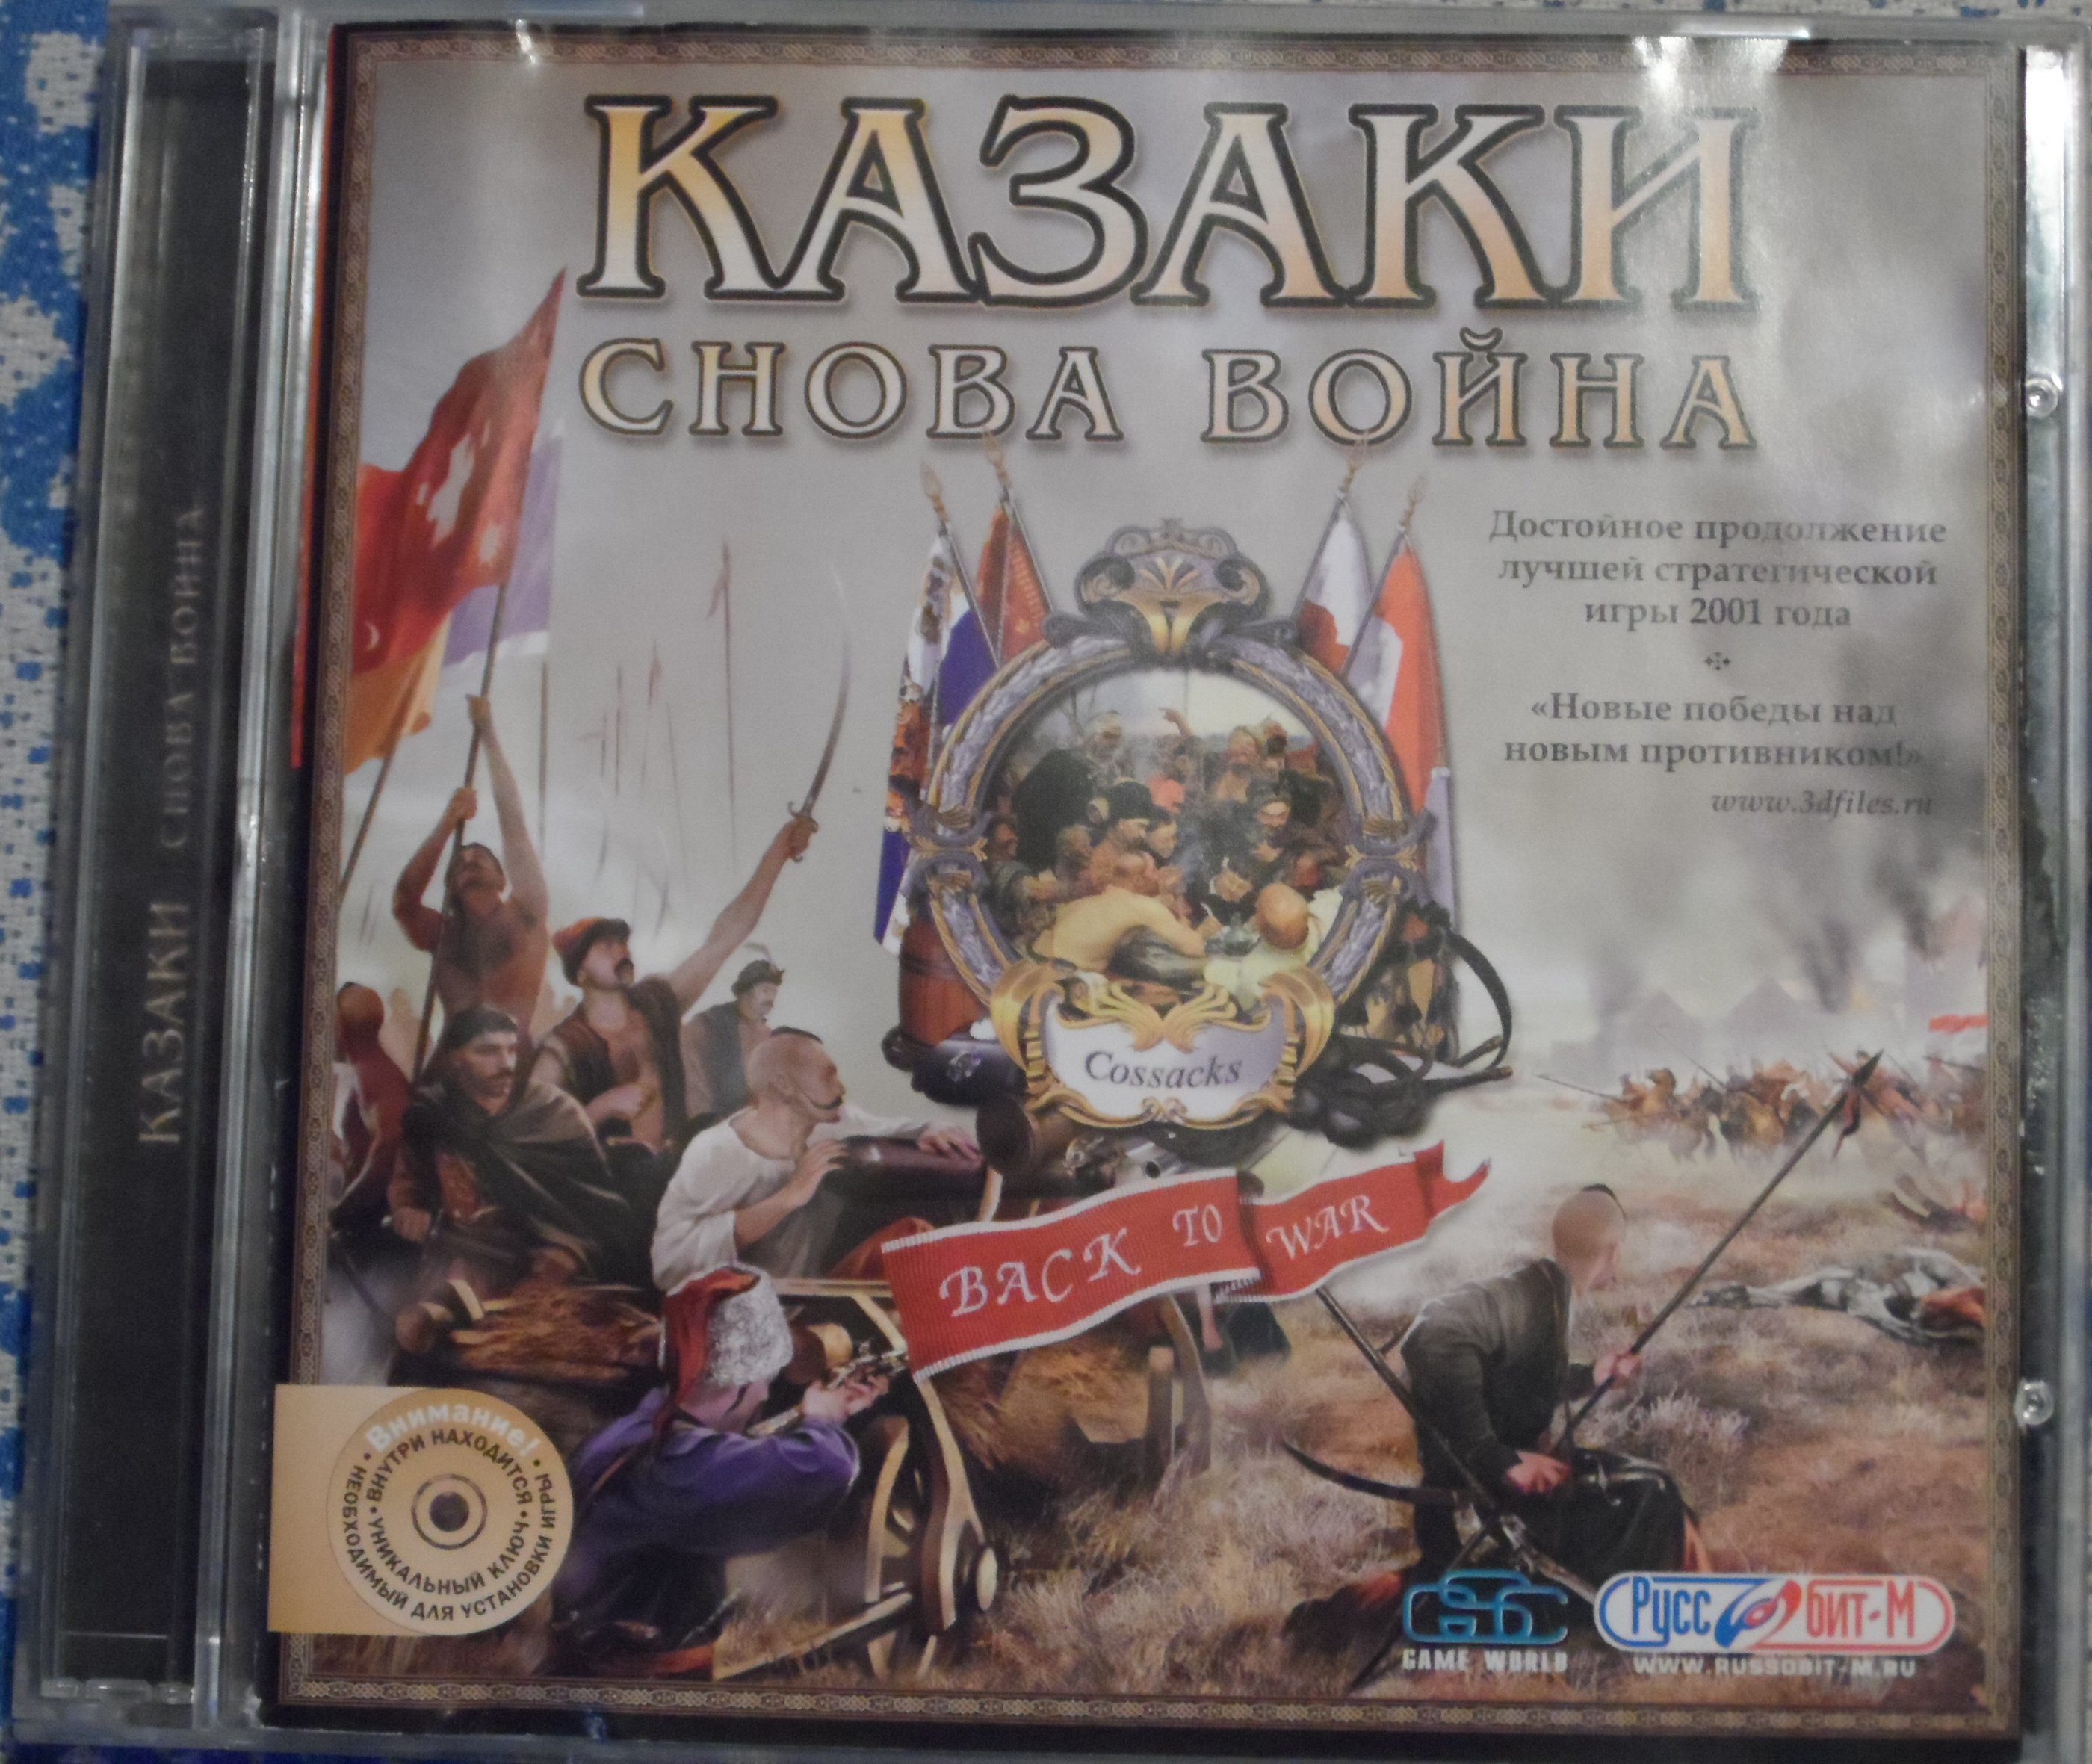 КАЗАКИ
СНОВА ВОЙНА
КАЗАКИ СНОВА ВОЙНА
Достойное продолжение
лучшей стратегической
игры 2001 года
«Новые победы над
новым противником!»
www.3dfiles.ru
Cossacks
BACK TO WAR
Внимание!
• ВНУТРИ НАХОДИТСЯ •
УНИКАЛЬНЫЙ КЛЮЧ
• НЕОБХОДИМЫЙ ДЛЯ УСТАНОВКИ ИГРЫ •
GSC
GAME WORLD
Русс бит-М
WWW.RUSSOBIT-M.RU